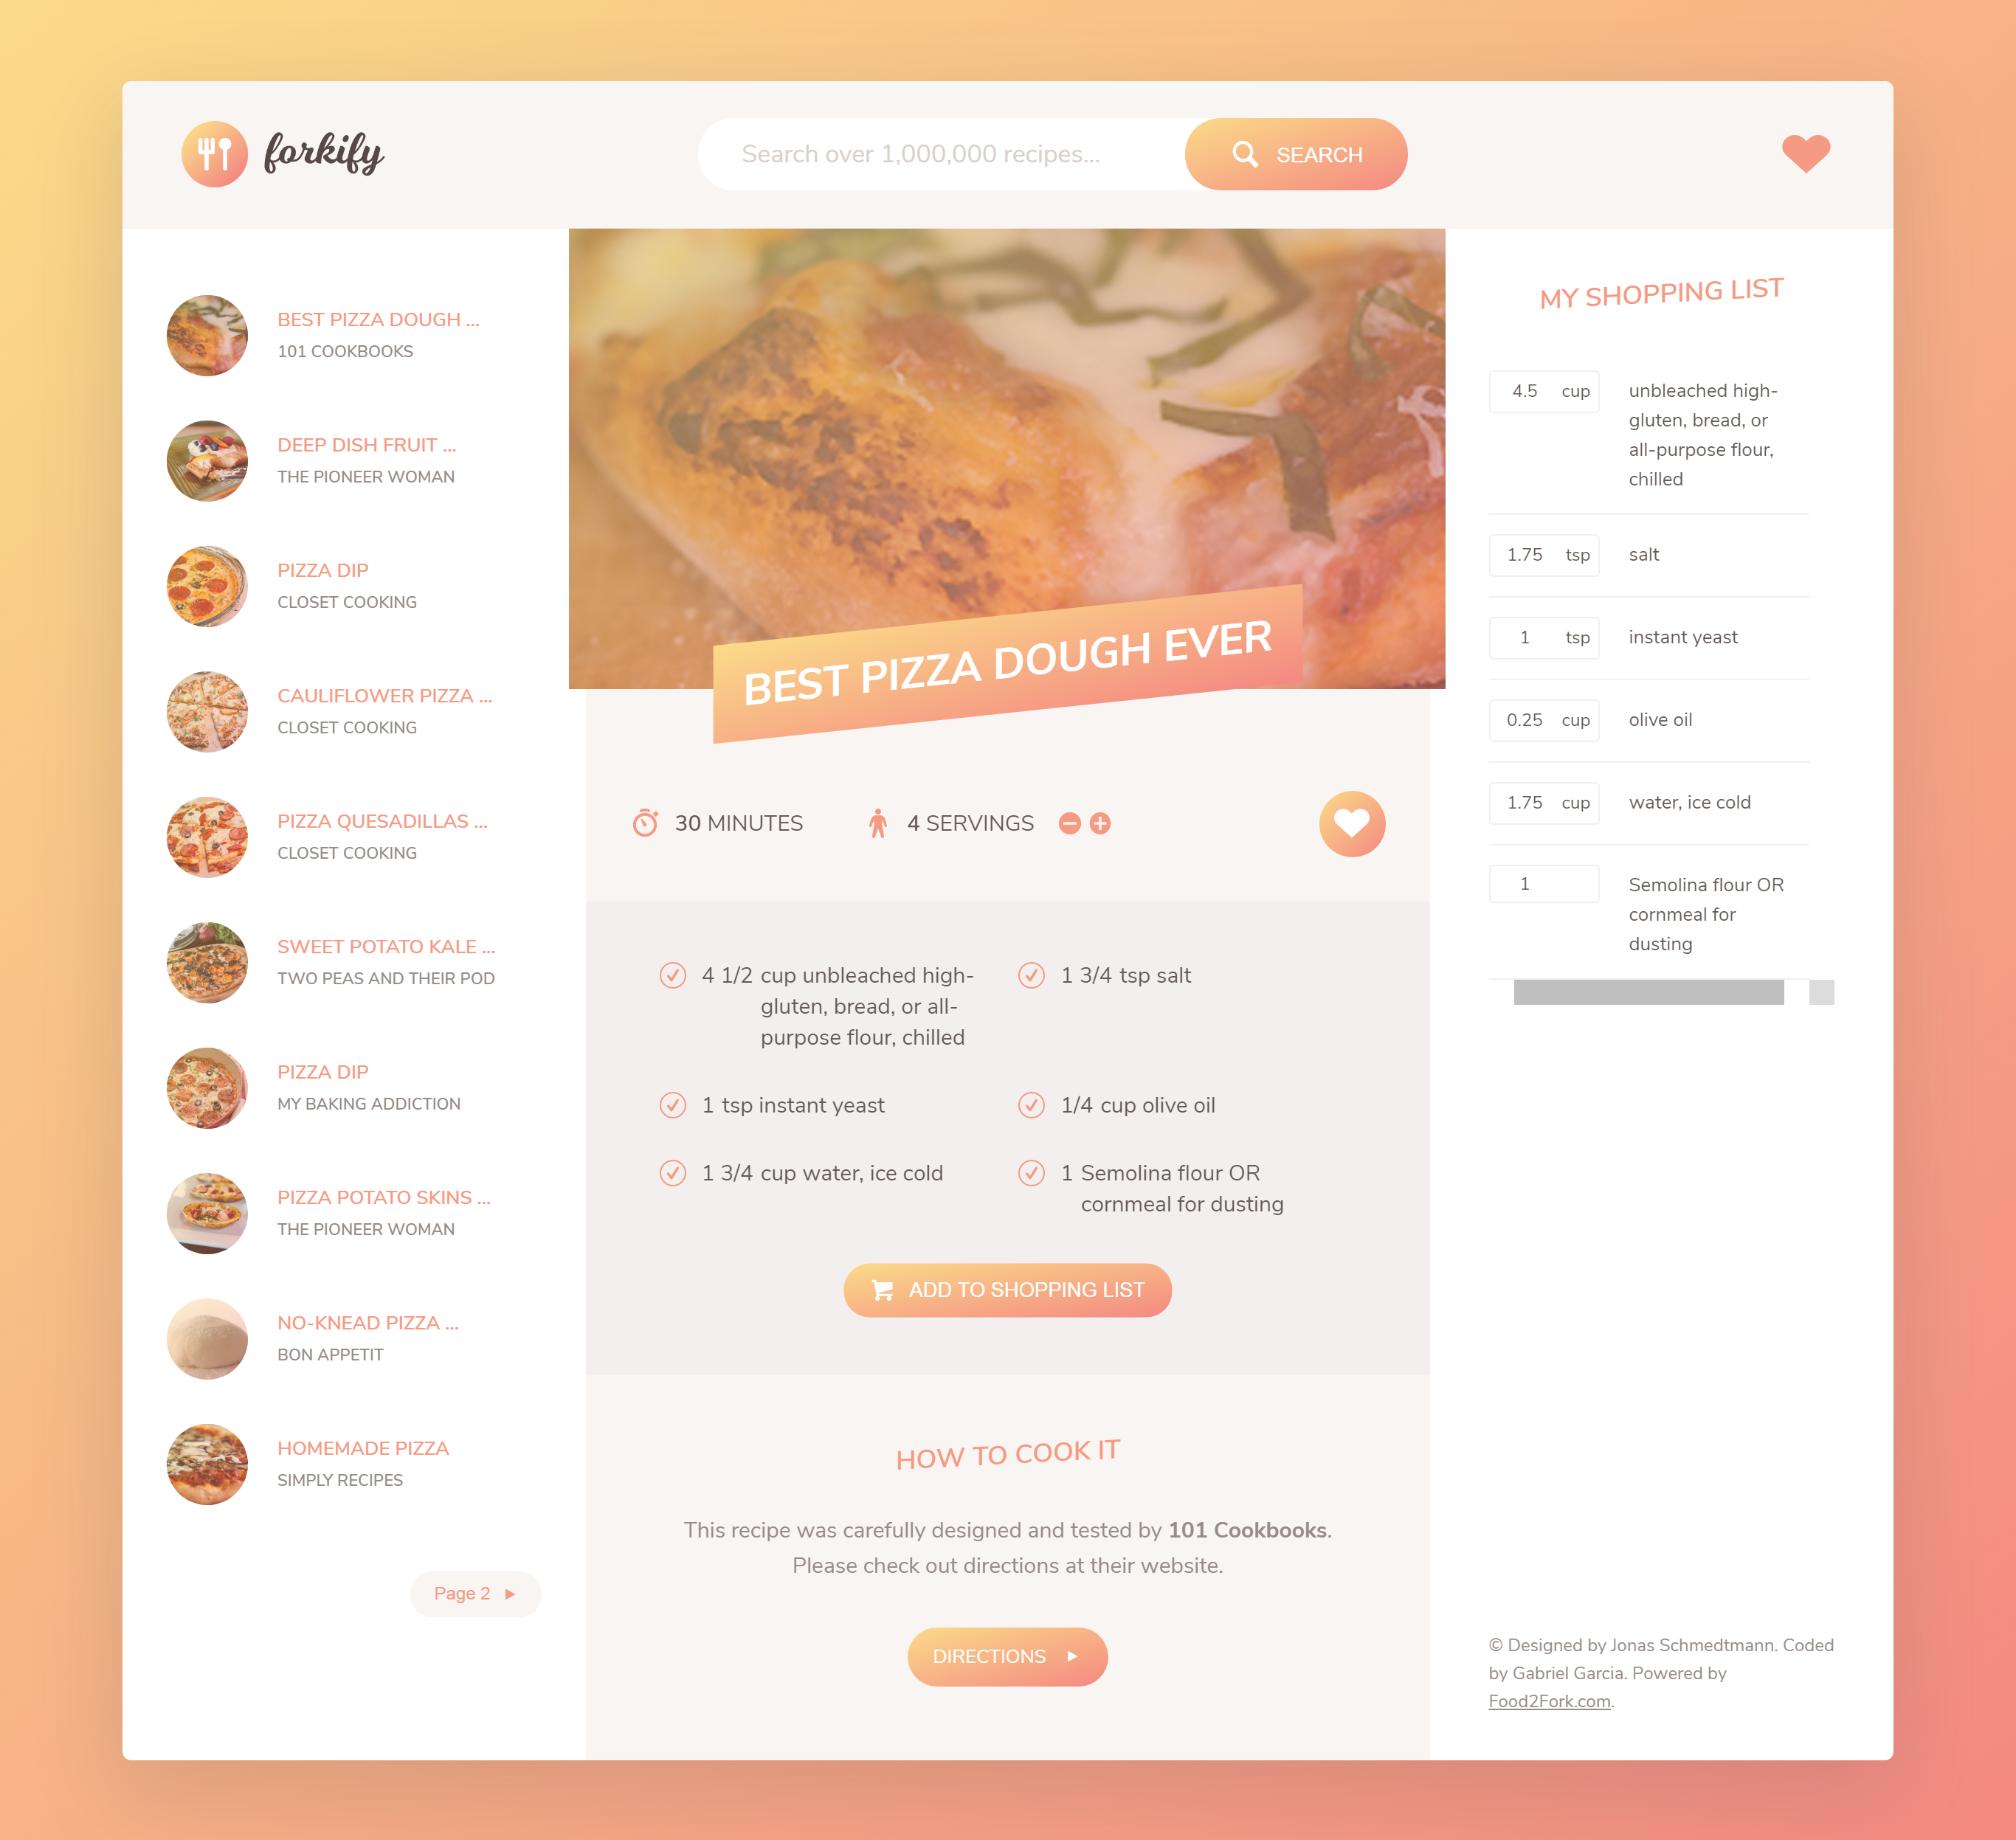 forkify
Search over 1,000,000 recipes...
SEARCH
BEST PIZZA DOUGH ...
101 COOKBOOKS
DEEP DISH FRUIT ...
THE PIONEER WOMAN
PIZZA DIP
CLOSET COOKING
CAULIFLOWER PIZZA ...
CLOSET COOKING
PIZZA QUESADILLAS ...
CLOSET COOKING
SWEET POTATO KALE ...
TWO PEAS AND THEIR POD
PIZZA DIP
MY BAKING ADDICTION
PIZZA POTATO SKINS ...
THE PIONEER WOMAN
NO-KNEAD PIZZA ...
BON APPETIT
HOMEMADE PIZZA
SIMPLY RECIPES
Page 2
BEST PIZZA DOUGH EVER
30 MINUTES
4 SERVINGS
4 1/2 cup unbleached high-
gluten, bread, or all-
purpose flour, chilled
1 3/4 tsp salt
1 tsp instant yeast
1/4 cup olive oil
1 3/4 cup water, ice cold
1 Semolina flour OR
cornmeal for dusting
ADD TO SHOPPING LIST
HOW TO COOK IT
This recipe was carefully designed and tested by 101 Cookbooks.
Please check out directions at their website.
DIRECTIONS
MY SHOPPING LIST
4.5 cup unbleached high-
gluten, bread, or
all-purpose flour,
chilled
1.75 tsp salt
1 tsp instant yeast
0.25 cup olive oil
1.75 cup water, ice cold
1 Semolina flour OR
cornmeal for
dusting
© Designed by Jonas Schmedtmann. Coded
by Gabriel Garcia. Powered by
Food2Fork.com.